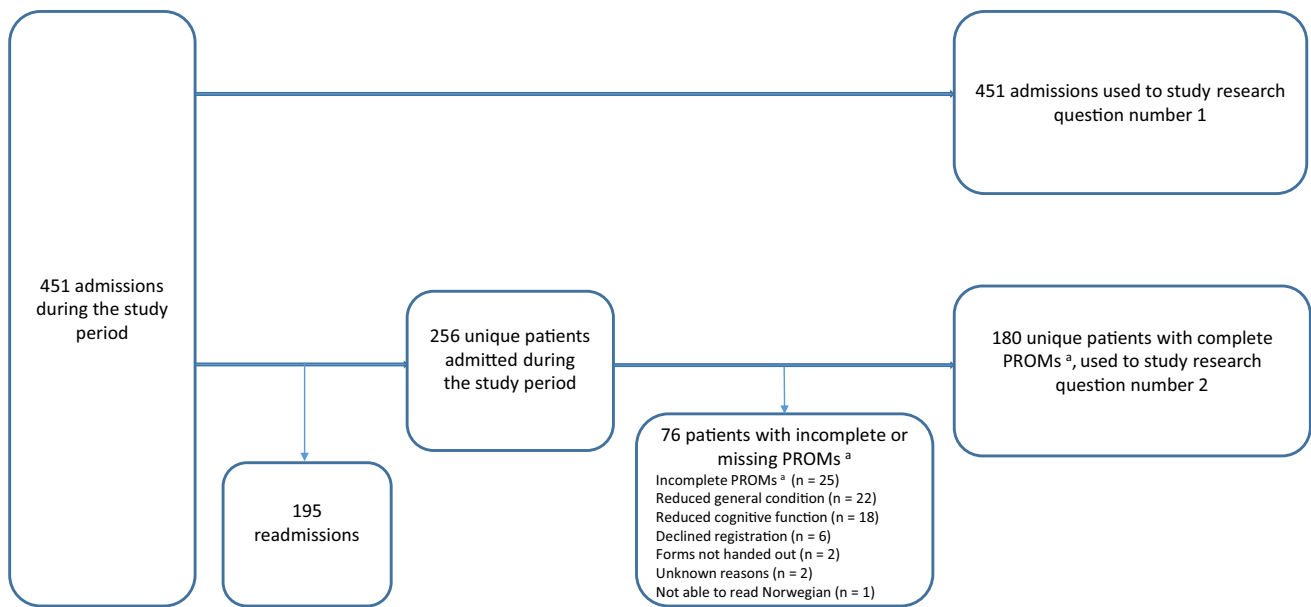 451 admissions
during the study
period
451 admissions used to study research
question number 1
195
readmissions
256 unique patients
admitted during
the study period
76 patients with incomplete or
missing PROMs ᵃ
Incomplete PROMs ᵃ (n = 25)
Reduced general condition (n = 22)
Reduced cognitive function (n = 18)
Declined registration (n = 6)
Forms not handed out (n = 2)
Unknown reasons (n = 2)
Not able to read Norwegian (n = 1)
180 unique patients with complete
PROMs ᵃ, used to study research
question number 2